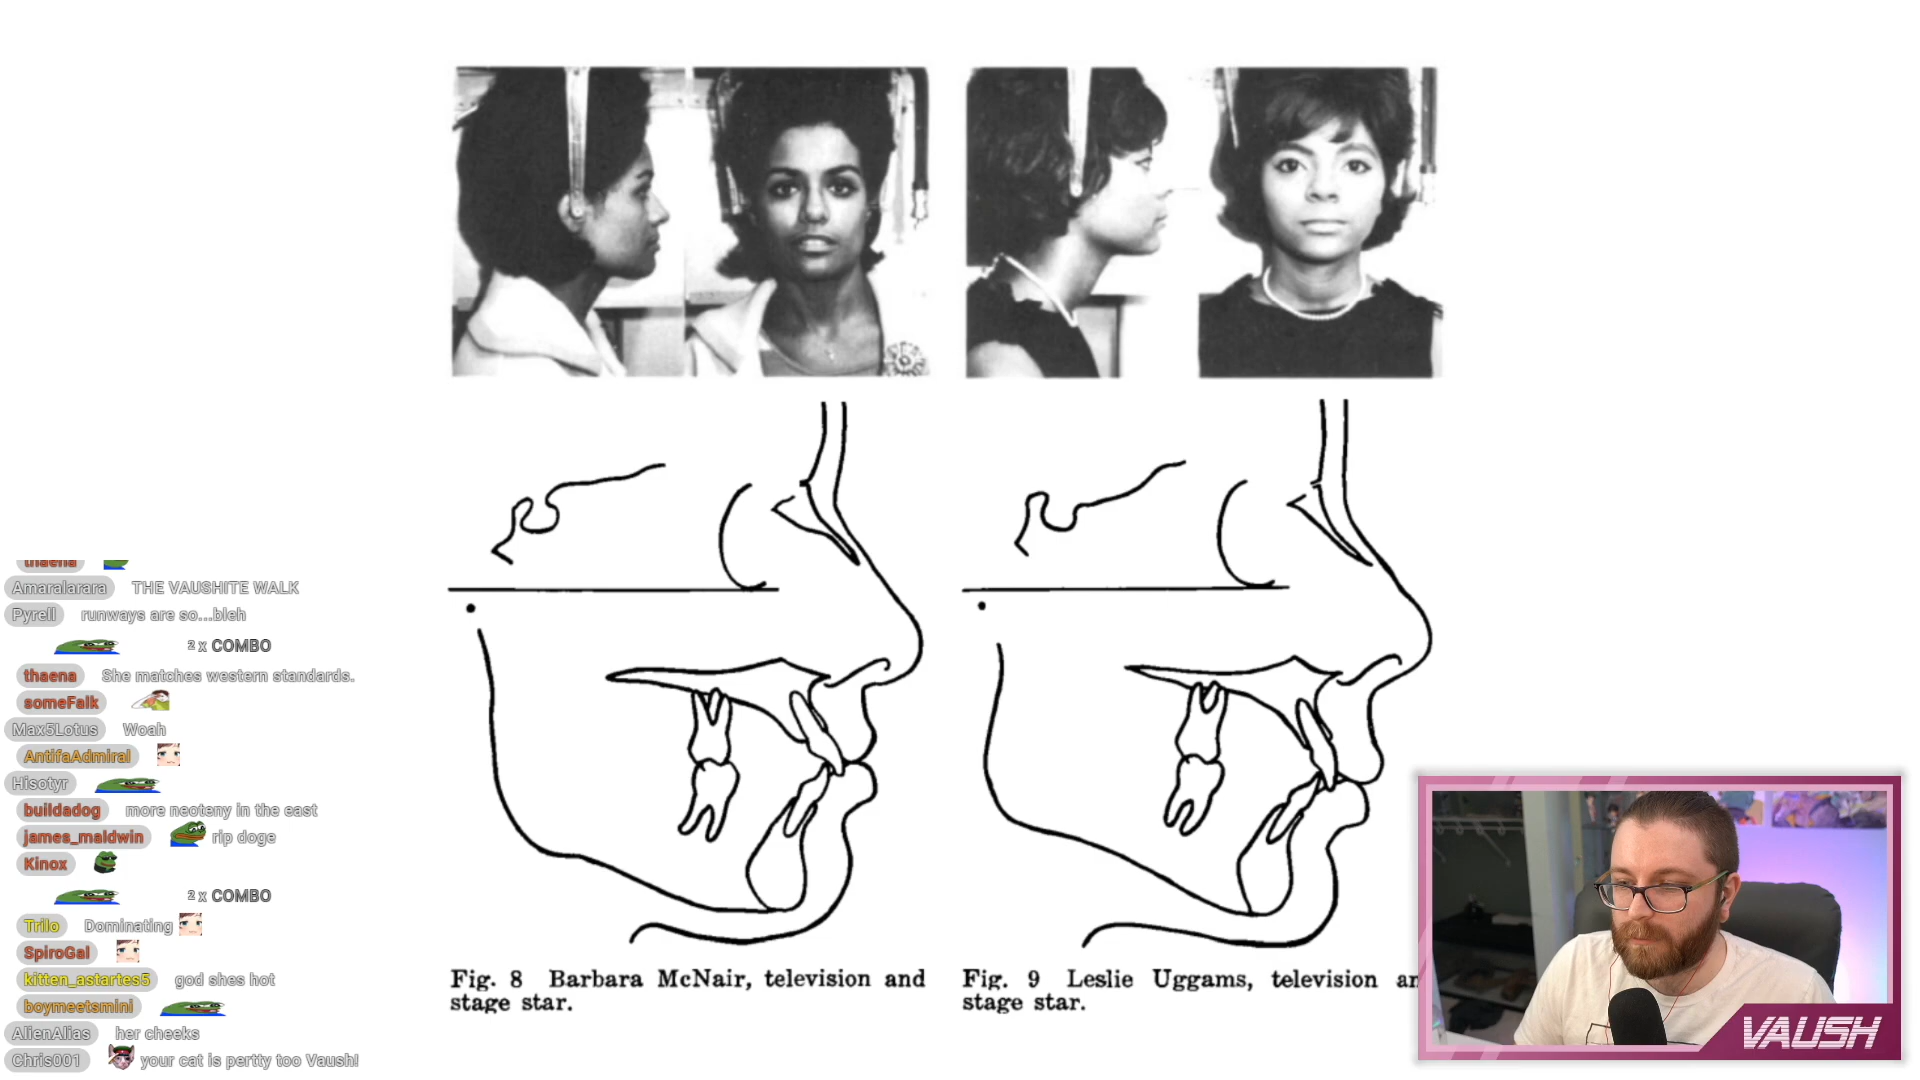 thaena
Amaralarara THE VAUSHITE WALK
Pyrell runways are so...bleh
2 x COMBO
thaena She matches western standards.
someFalk
Max5Lotus Woah
AntifaAdmiral
Hisotyr
buildadog more neoteny in the east
james_maldwin rip doge
Kinox
2 x COMBO
Trilo Dominating
SpiroGal
kitten_astartes5 god shes hot
boymeetsmini
AlienAlias her cheeks
Chris001 your cat is pertty too Vaush!
Fig. 8 Barbara McNair, television and
stage star.
Fig. 9 Leslie Uggams, television an
stage star.
VAUSH